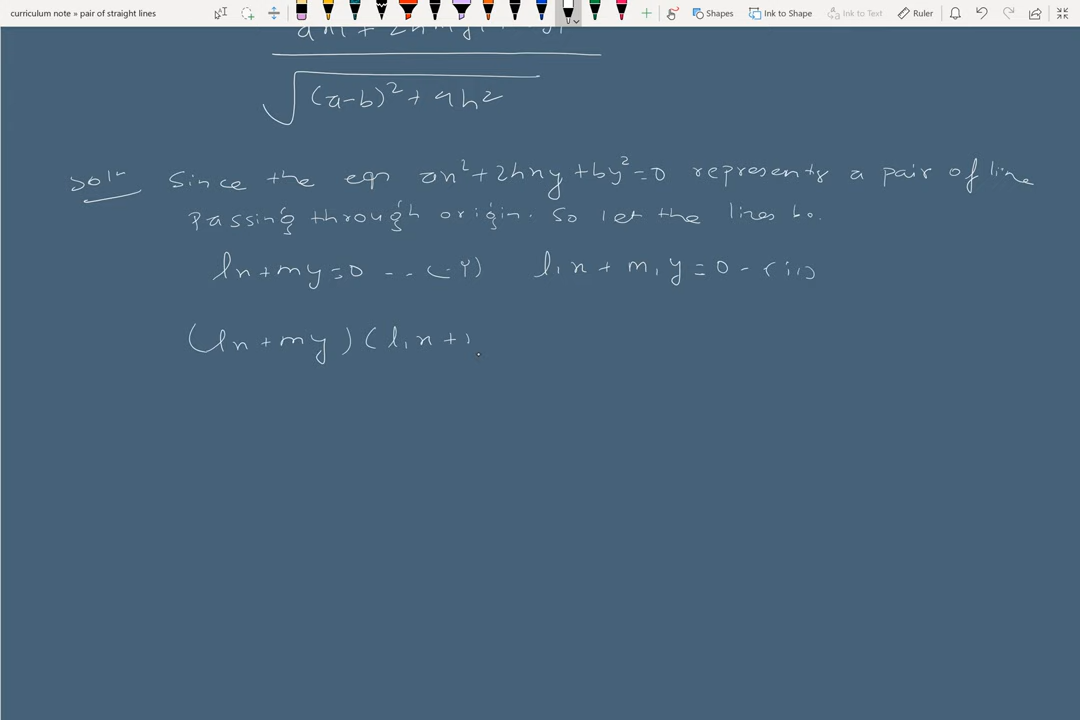 curriculum note » pair of straight lines
Shapes Ink to Shape Ink to Text Ruler
√(a-b)² + 4h²
Soln Since the eqn ax²+2hxy+by²=0 represents a pair of line
passing through origin. So let the lines be.
lx+my=0 --(i) l₁x + m₁y = 0 -(ii)
(lx+my)(l₁x+